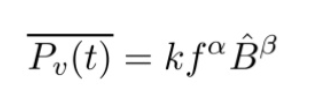 $\overline{P_v(t)} = k f^{\alpha} \hat{B}^{\beta}$